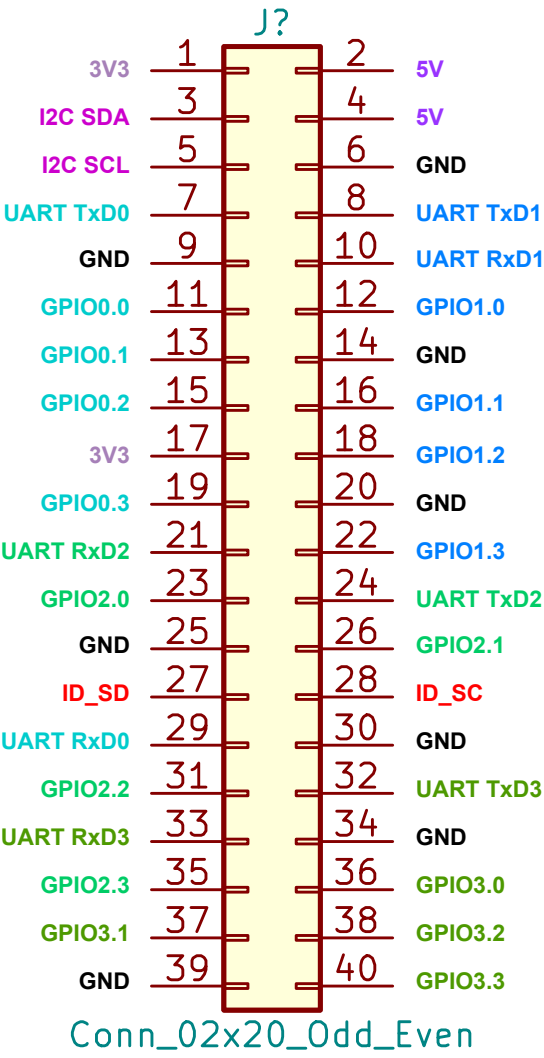 J?
3V3 1 2 5V
I2C SDA 3 4 5V
I2C SCL 5 6 GND
UART TxD0 7 8 UART TxD1
GND 9 10 UART RxD1
GPIO0.0 11 12 GPIO1.0
GPIO0.1 13 14 GND
GPIO0.2 15 16 GPIO1.1
3V3 17 18 GPIO1.2
GPIO0.3 19 20 GND
UART RxD2 21 22 GPIO1.3
GPIO2.0 23 24 UART TxD2
GND 25 26 GPIO2.1
ID_SD 27 28 ID_SC
UART RxD0 29 30 GND
GPIO2.2 31 32 UART TxD3
UART RxD3 33 34 GND
GPIO2.3 35 36 GPIO3.0
GPIO3.1 37 38 GPIO3.2
GND 39 40 GPIO3.3
Conn_02x20_Odd_Even